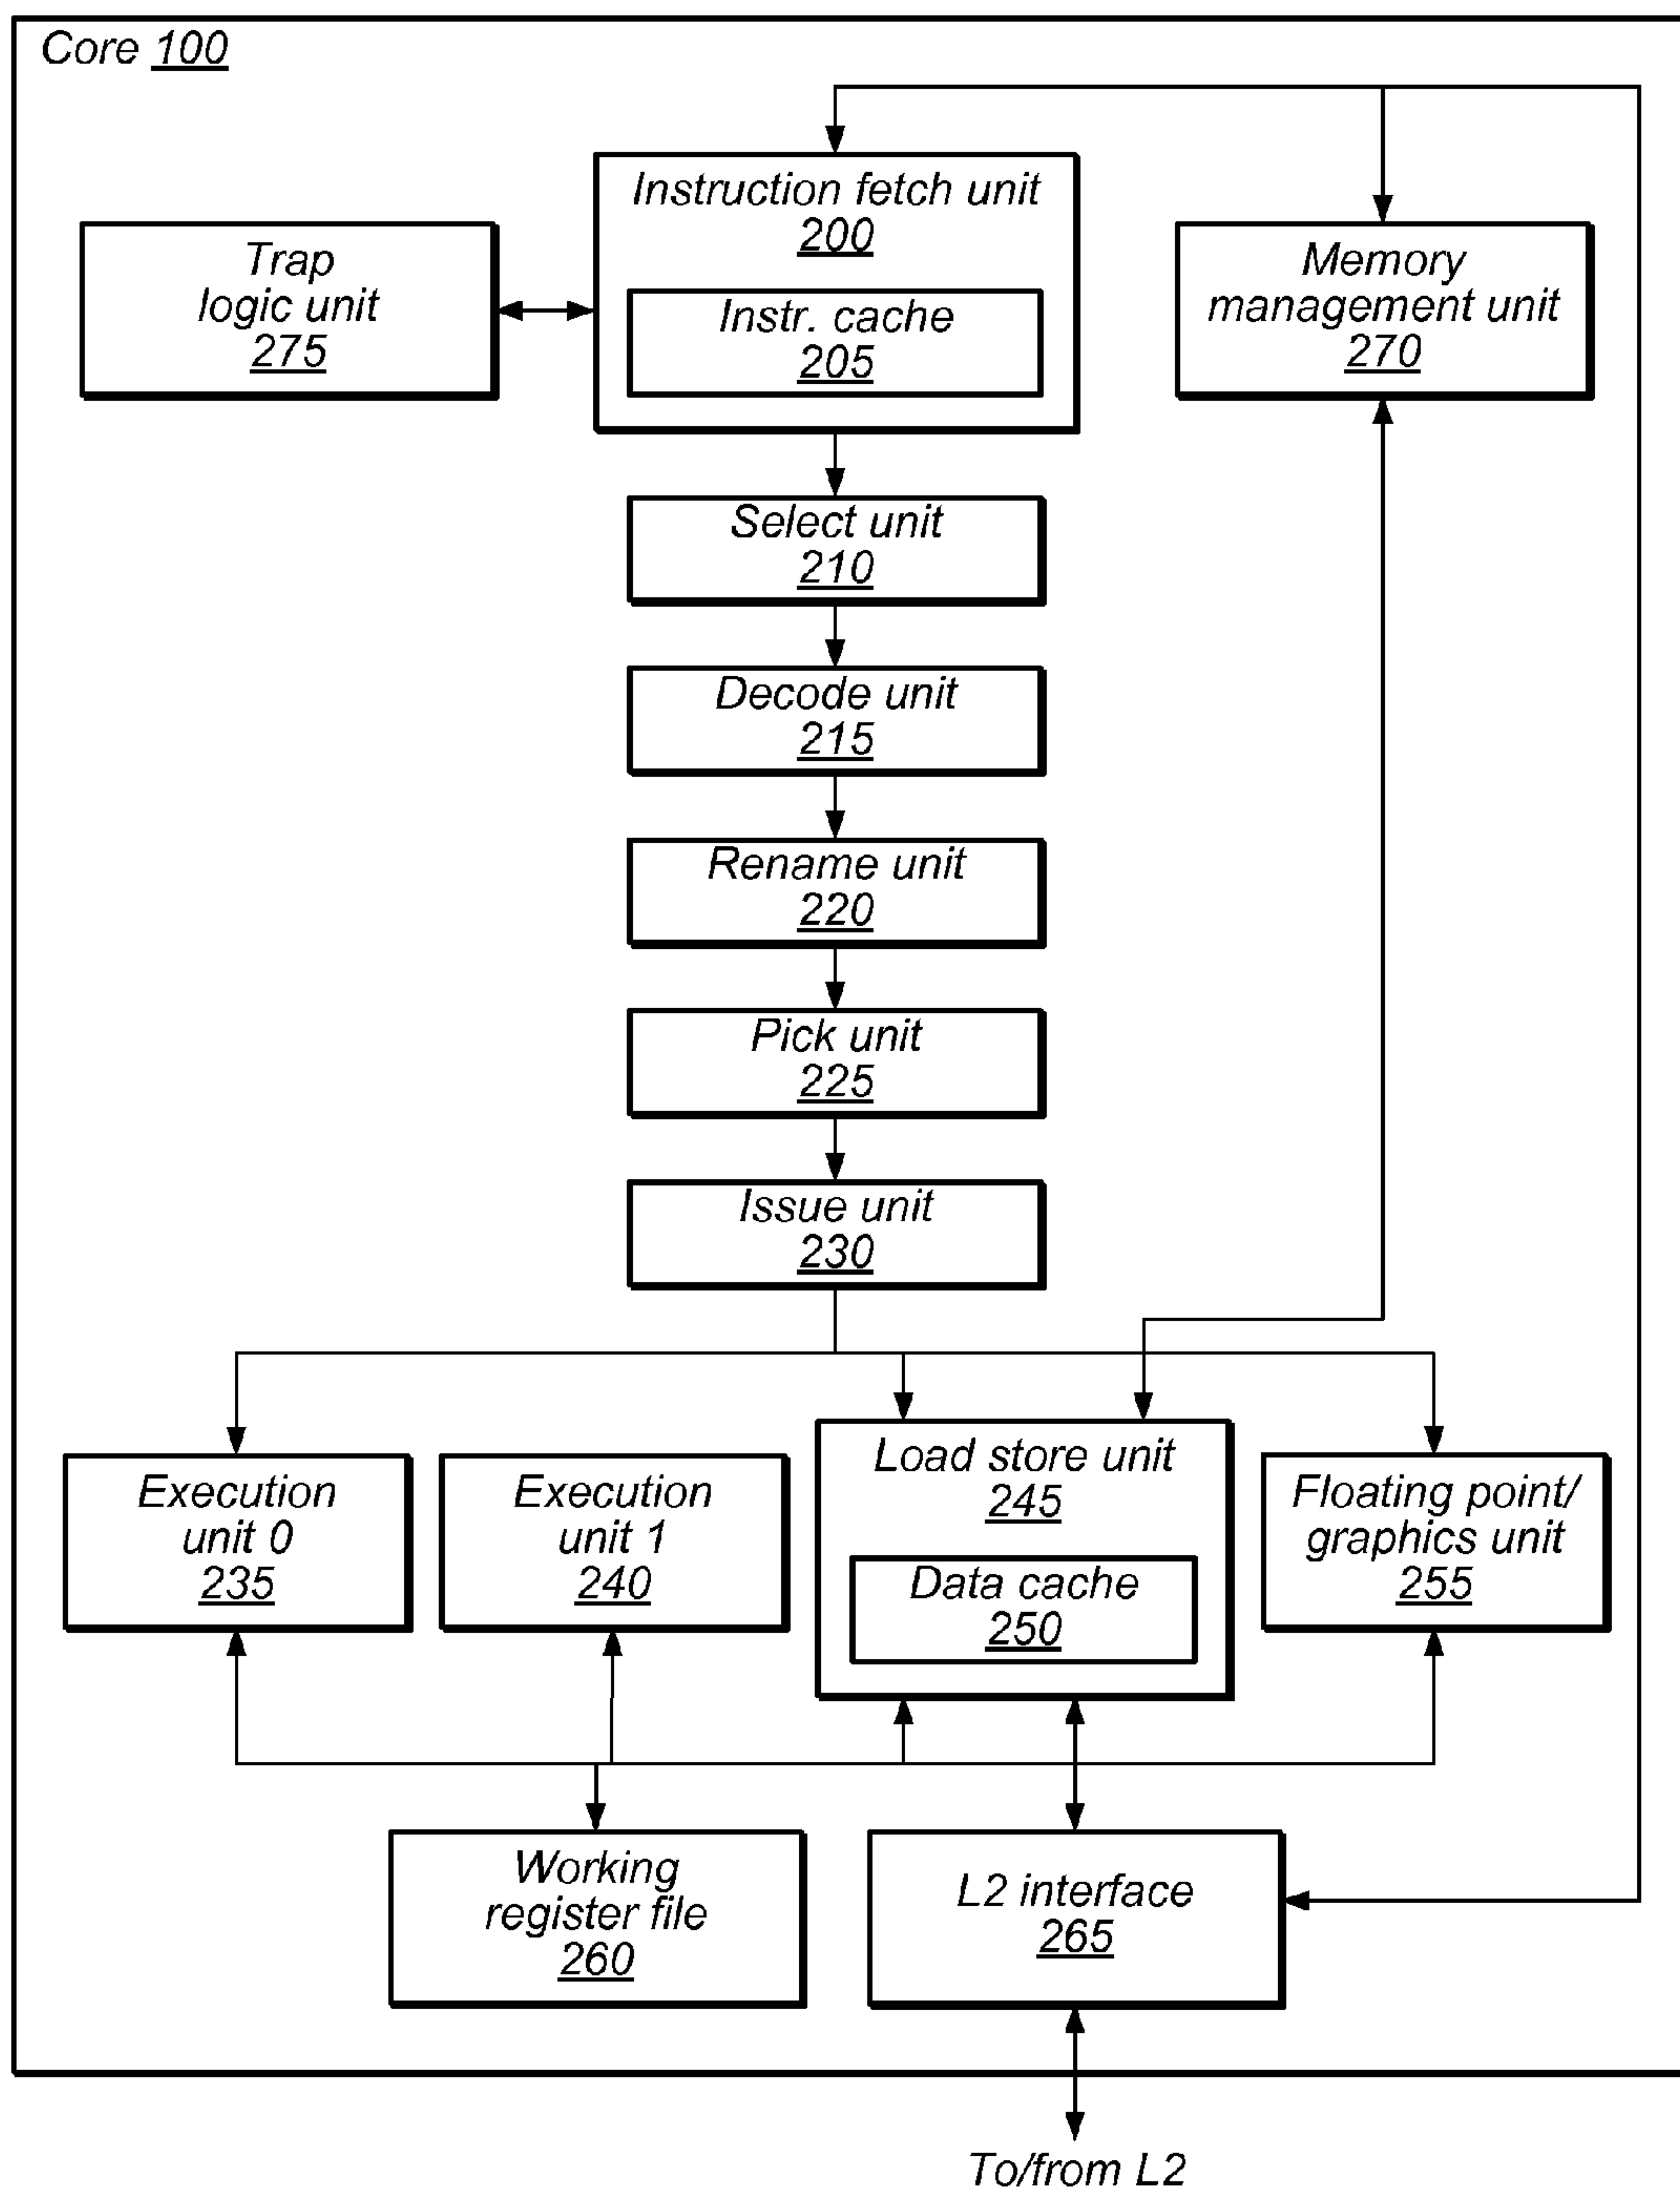 Core 100
Instruction fetch unit
200
Instr. cache
205
Trap
logic unit
275
Memory
management unit
270
Select unit
210
Decode unit
215
Rename unit
220
Pick unit
225
Issue unit
230
Execution
unit 0
235
Execution
unit 1
240
Load store unit
245
Data cache
250
Floating point/
graphics unit
255
Working
register file
260
L2 interface
265
To/from L2